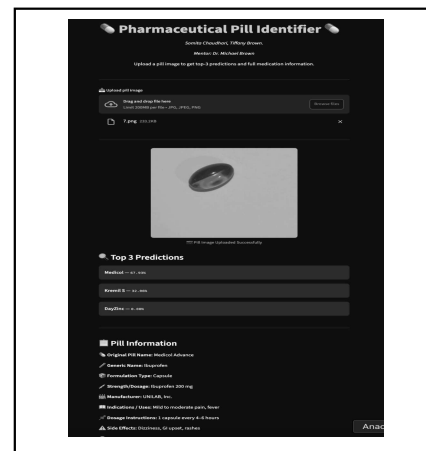 💊 Pharmaceutical Pill Identifier 💊
Somita Chaudhari, Tiffany Brown.
Mentor: Dr. Michael Brown
Upload a pill image to get top-3 predictions and full medication information.
Upload pill image
Drag and drop file here
Limit 200MB per file • JPG, JPEG, PNG
Browse files
7.png
Pill Image Uploaded Successfully
Top 3 Predictions
Medicol —
Kremil S —
DayZinc —
Pill Information
Original Pill Name: Medicol Advance
Generic Name: Ibuprofen
Formulation Type: Capsule
Strength/Dosage: Ibuprofen 200 mg
Manufacturer: UNILAB, Inc.
Indications / Uses: Mild to moderate pain, fever
Dosage Instructions: 1 capsule every 4-6 hours
Side Effects: Dizziness, GI upset, rashes
Anac